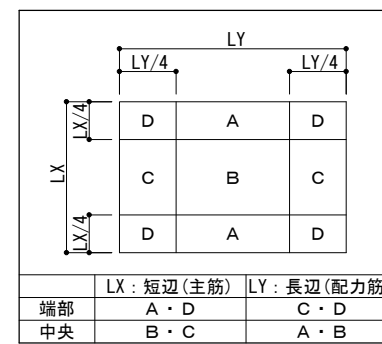 LY
LY/4 LY/4
LX/4 D A D
LX C B C
LX/4 D A D
LX：短辺(主筋) LY：長辺(配力筋
端部 A・D C・D
中央 B・C A・B